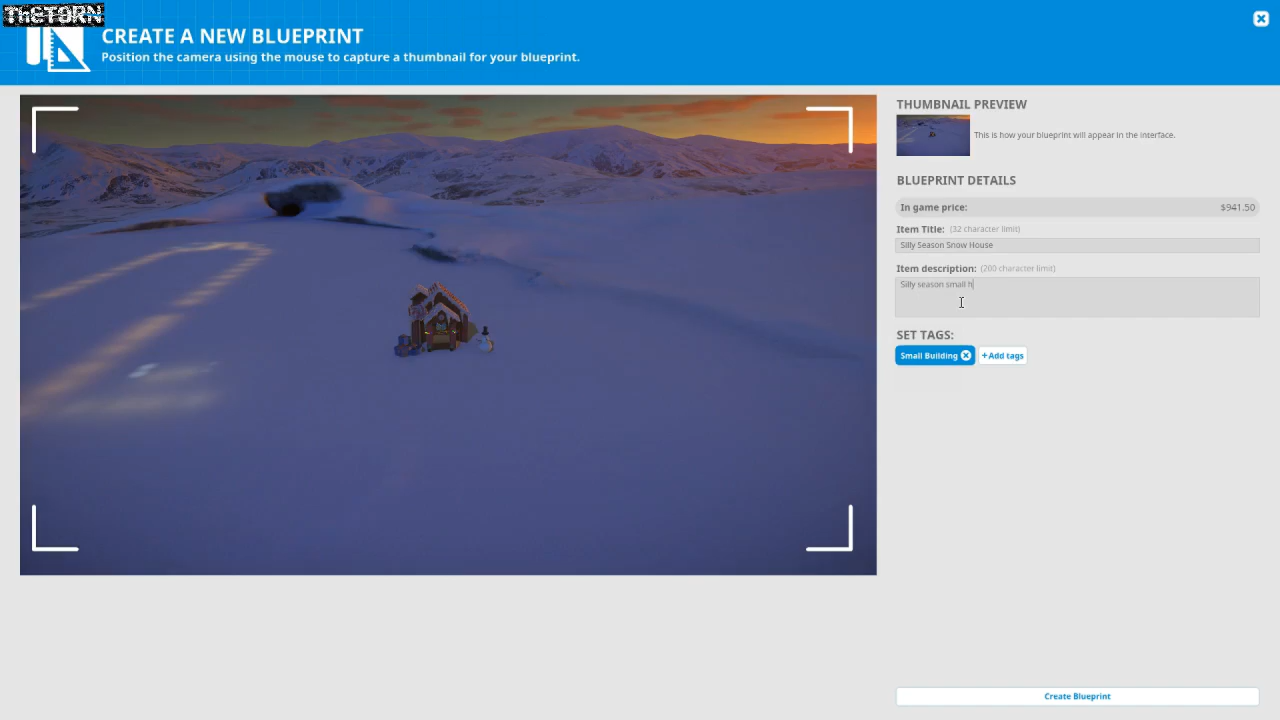 TheTORN
CREATE A NEW BLUEPRINT
Position the camera using the mouse to capture a thumbnail for your blueprint.
THUMBNAIL PREVIEW
This is how your blueprint will appear in the interface.
BLUEPRINT DETAILS
In game price: $941.50
Item Title: (32 character limit)
Silly Season Snow House
Item description: (200 character limit)
Silly season small h
SET TAGS:
Small Building
+Add tags
Create Blueprint